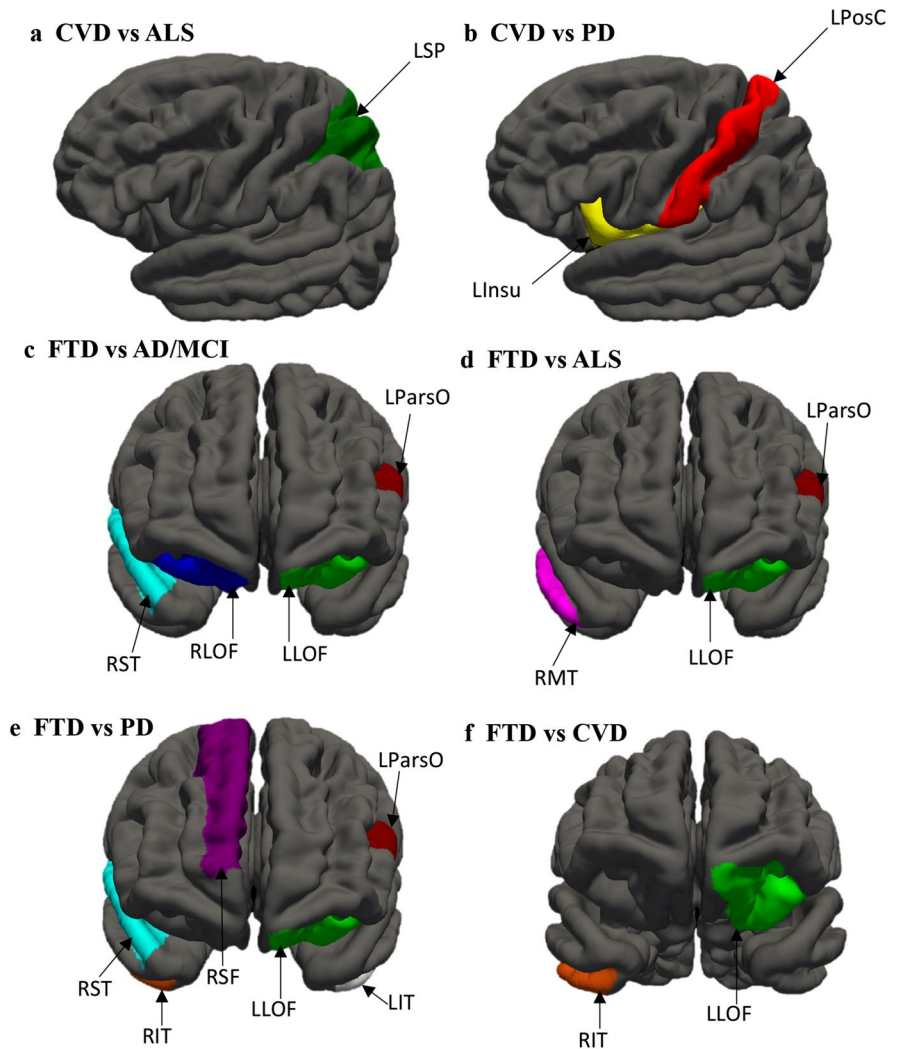 a CVD vs ALS
LSP
b CVD vs PD
LPosC
LInsu
c FTD vs AD/MCI
LParsO
RST
RLOF
LLOF
d FTD vs ALS
LParsO
RMT
LLOF
e FTD vs PD
LParsO
RST
RIT
RSF
LLOF
LIT
f FTD vs CVD
RIT
LLOF